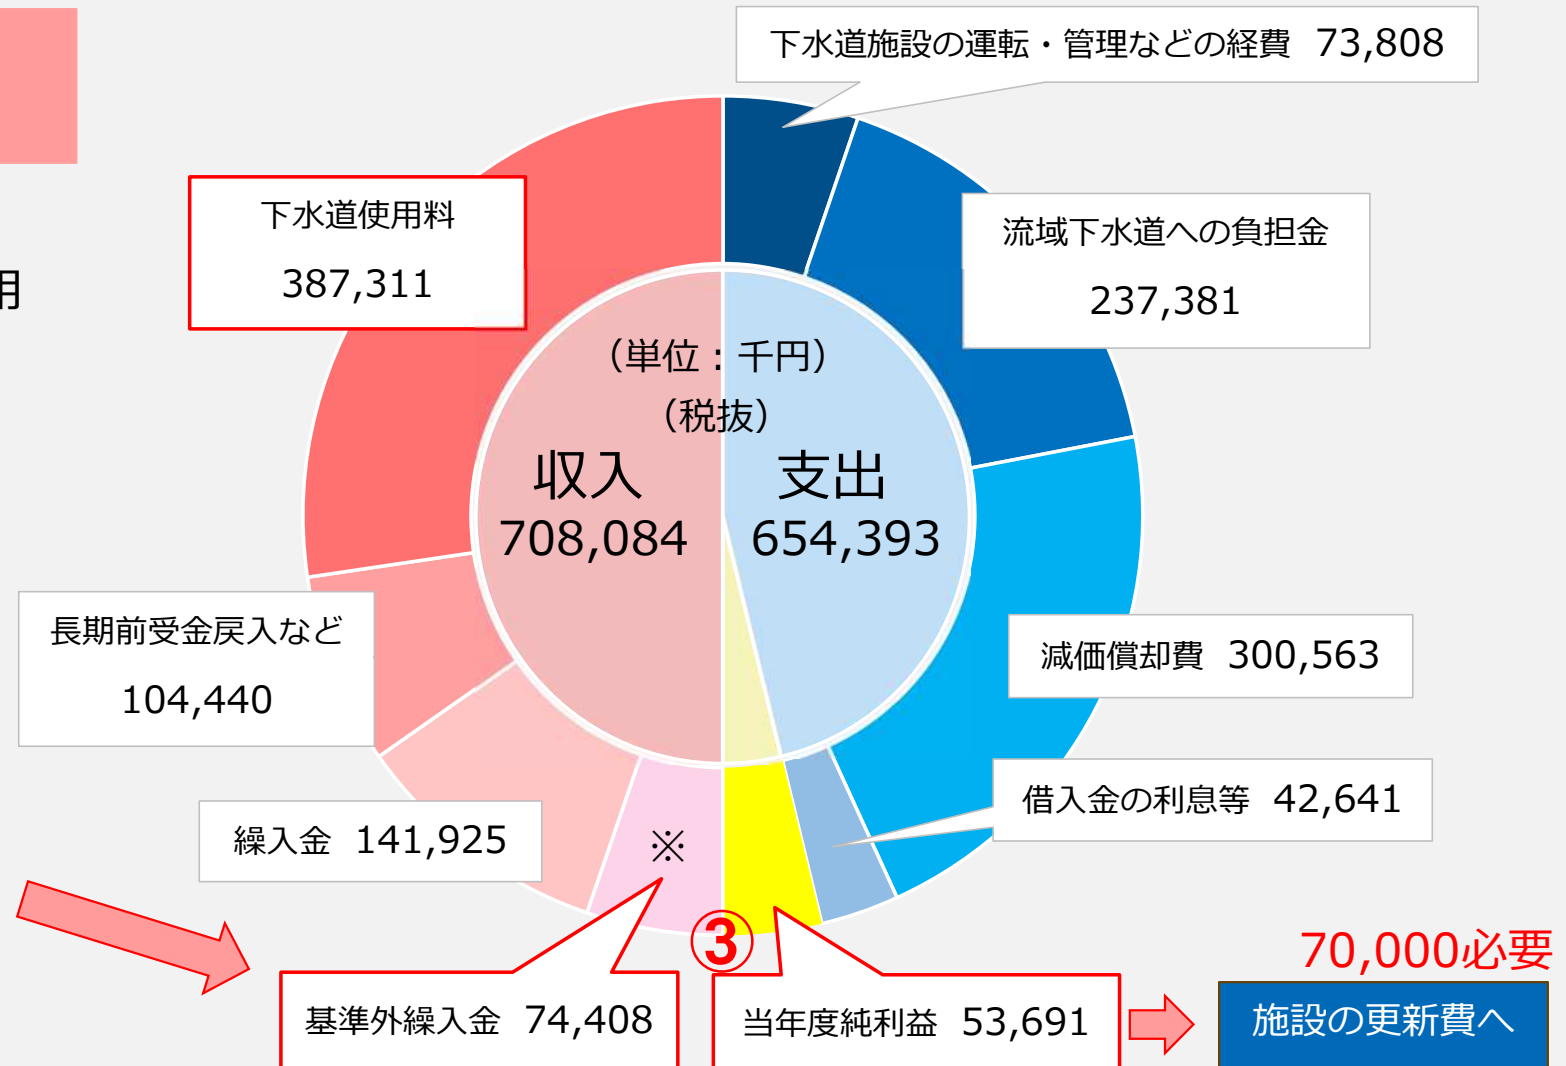 下水道施設の運転・管理などの経費 73,808
下水道使用料
387,311
用
流域下水道への負担金
237,381
（単位：千円）
（税抜）
収入
708,084
支出
654,393
長期前受金戻入など
104,440
減価償却費 300,563
借入金の利息等 42,641
繰入金 141,925
※
③
70,000必要
基準外繰入金 74,408
当年度純利益 53,691
施設の更新費へ